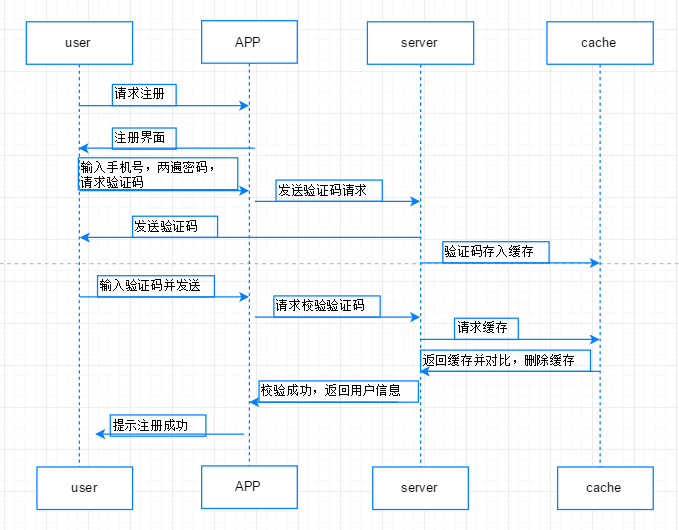 user
APP
server
cache
请求注册
注册界面
输入手机号，两遍密码，
请求验证码
发送验证码请求
发送验证码
验证码存入缓存
输入验证码并发送
请求校验验证码
请求缓存
返回缓存并对比，删除缓存
校验成功，返回用户信息
提示注册成功
user
APP
server
cache